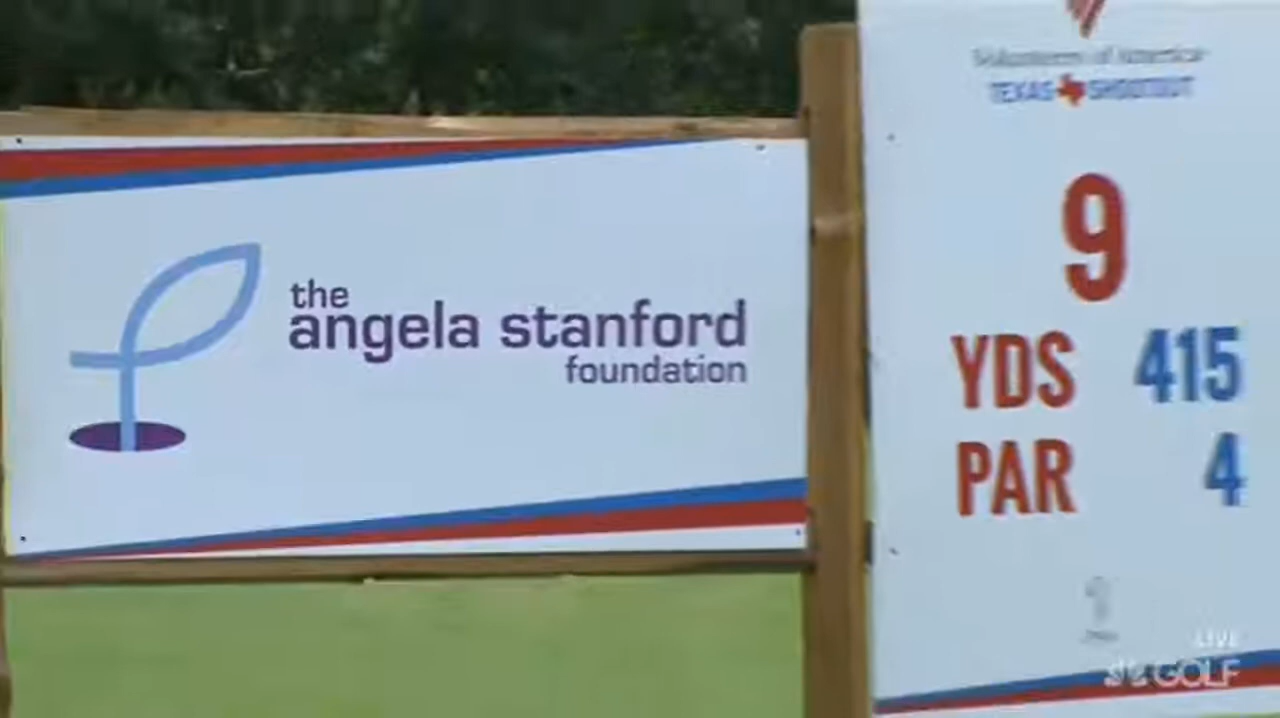 the
angela stanford
foundation
Volunteers of America
TEXAS SHOOTOUT
9
YDS 415
PAR 4
LIVE
GOLF